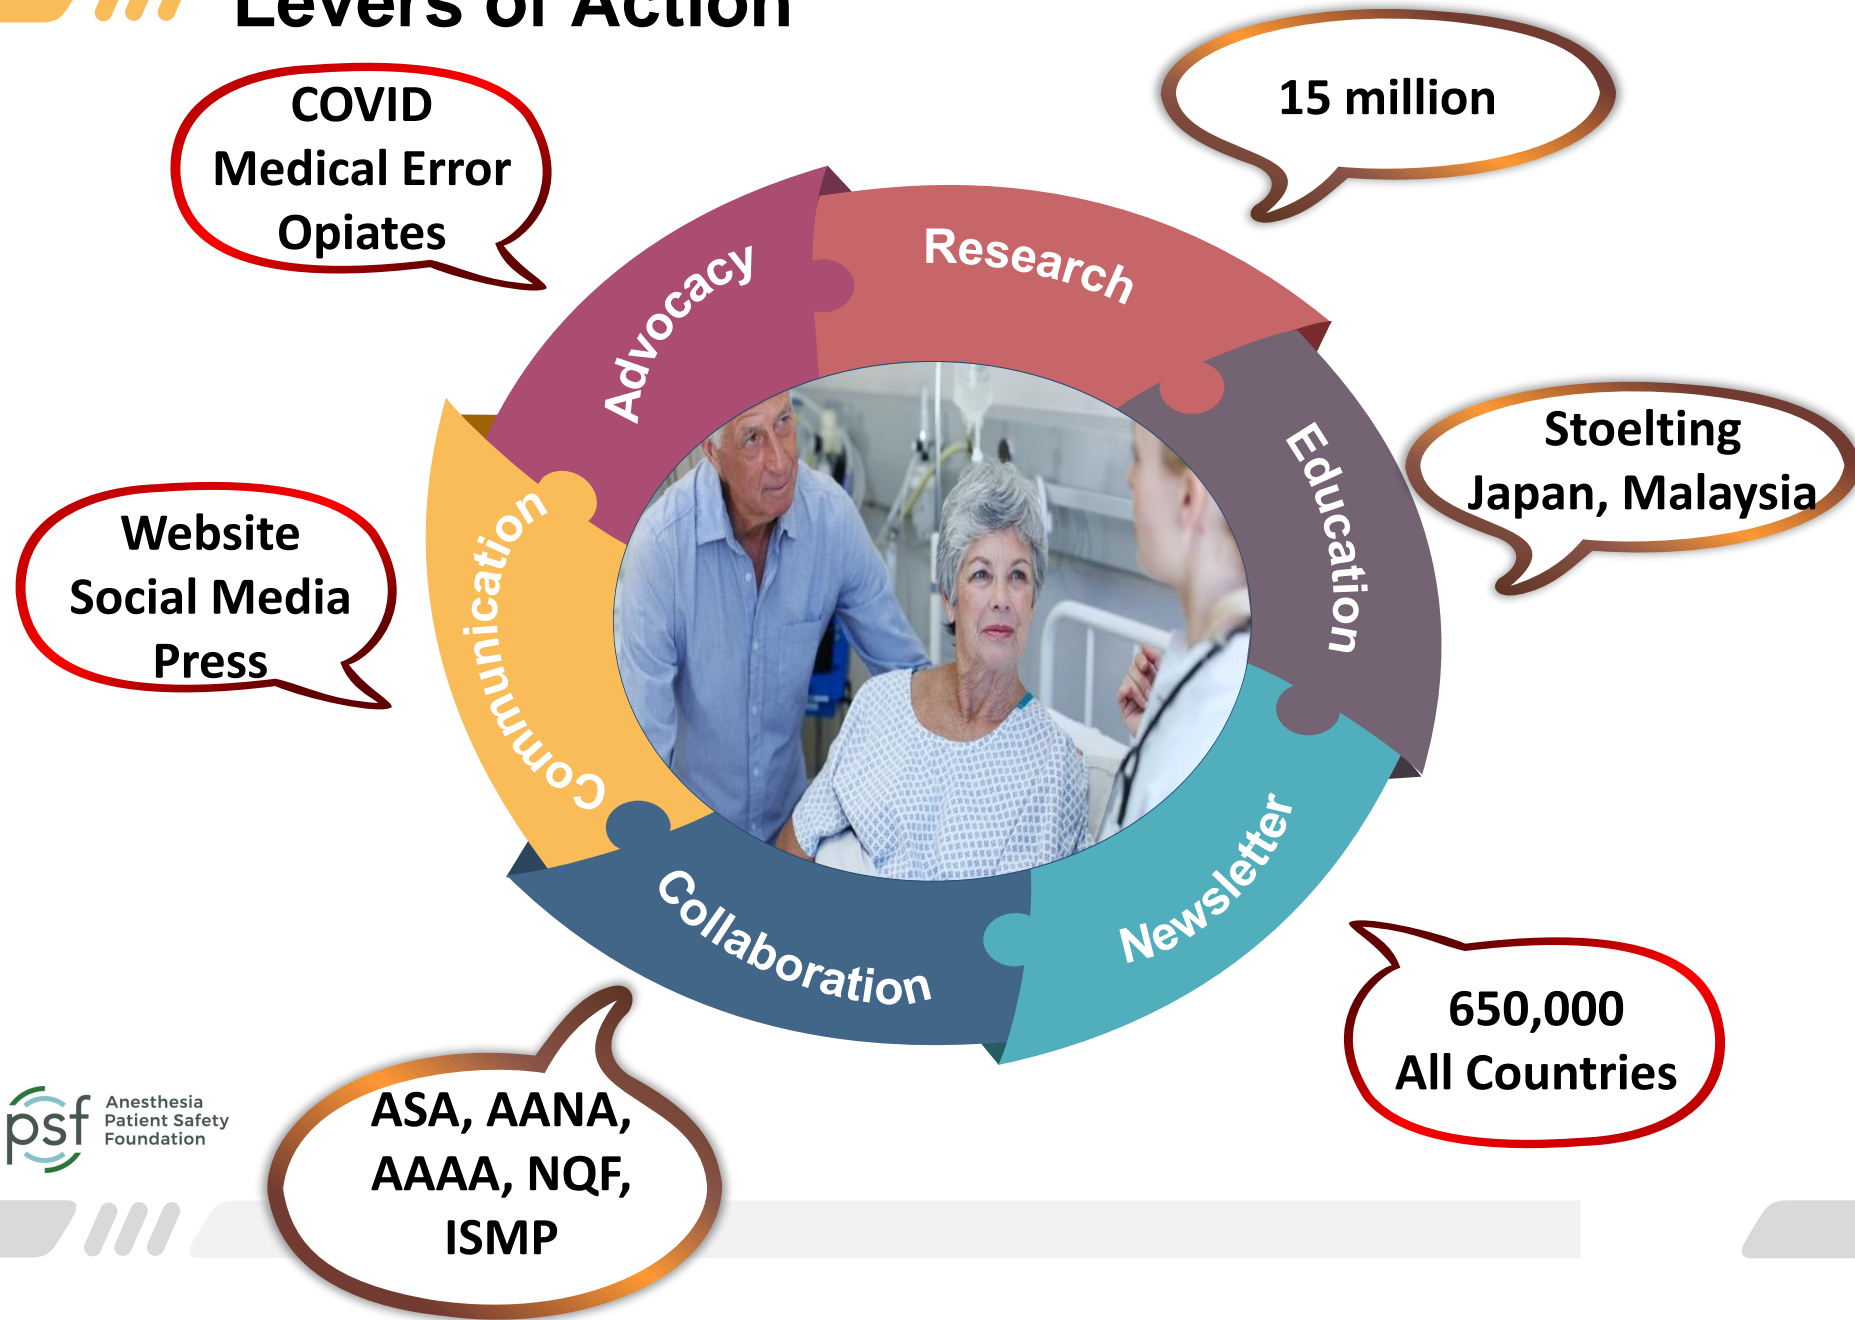 Levers of Action
COVID
Medical Error
Opiates
15 million
Advocacy
Research
Education
Stoelting
Japan, Malaysia
Website
Social Media
Press
Communication
Collaboration
Newsletter
650,000
All Countries
ASA, AANA,
AAAA, NQF,
ISMP
psf
Anesthesia
Patient Safety
Foundation